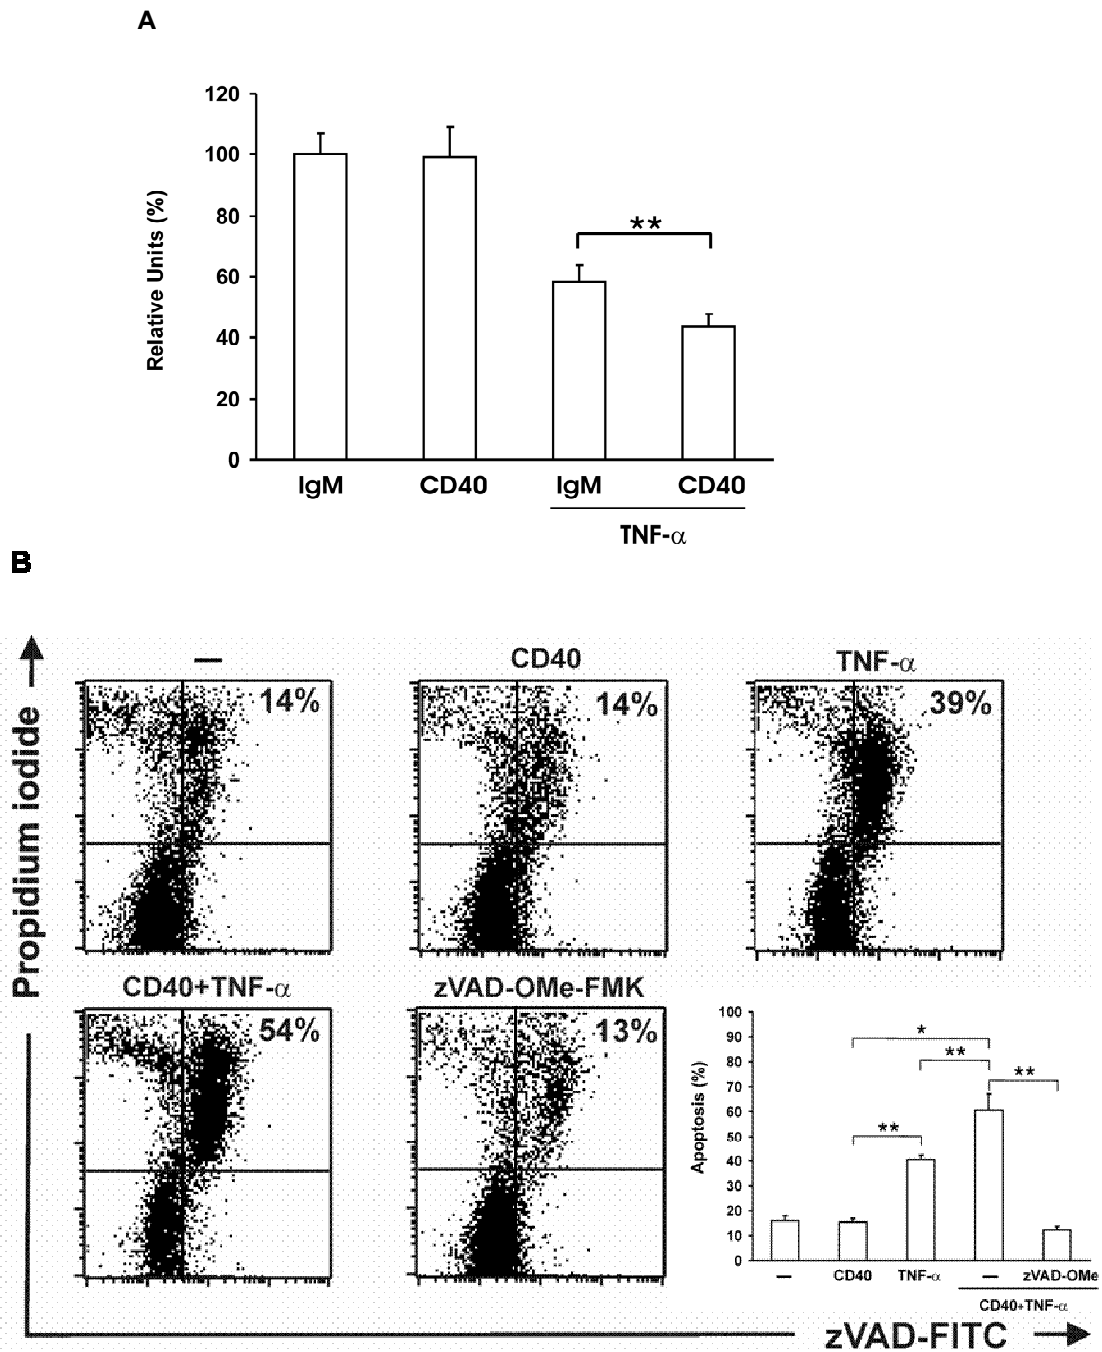 A
120
100
80
60
40
20
0
Relative Units (%)
**
IgM CD40 IgM CD40
TNF-α
B
Propidium iodide
— CD40 TNF-α
14% 14% 39%
CD40+TNF-α zVAD-OMe-FMK
54% 13%
100
90
80
70
60
50
40
30
20
10
0
Apoptosis (%)
*
**
**
**
— CD40 TNF-α — zVAD-OMe
CD40+TNF-α
zVAD-FITC